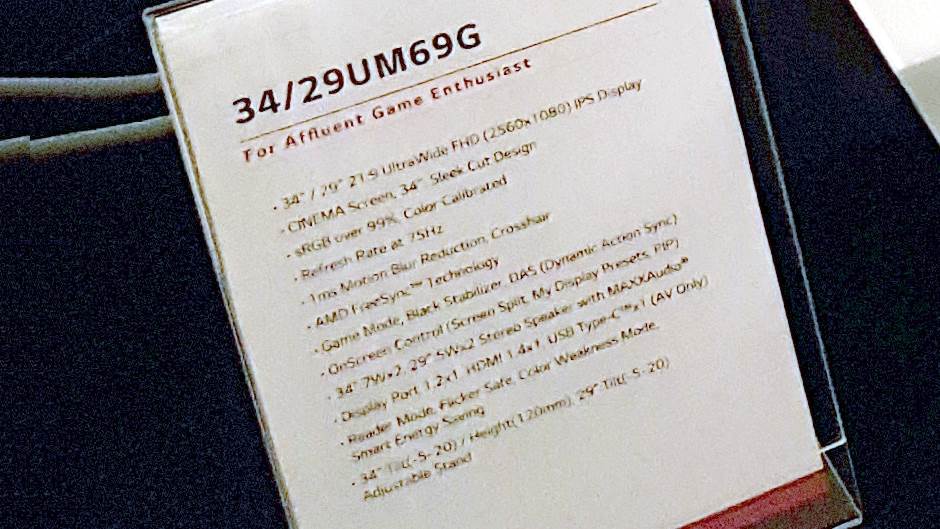 34/29UM69G
For Affluent Game Enthusiast
· 34" / 29" 21:9 UltraWide FHD (2560x1080) IPS Display
· CINEMA Screen, 34" Sleek Cut Design
· sRGB over 99%, Color Calibrated
· Refresh Rate at 75Hz
· 1ms Motion Blur Reduction, Crosshair
· AMD FreeSync™ Technology
· Game Mode, Black Stabilizer, DAS (Dynamic Action Sync)
· OnScreen Control (Screen Split, My Display Presets, PIP)
· 34" 7Wx2, 29" 5Wx2 Stereo Speaker with MAXXAudio®
· Display Port 1.2x1, HDMI 1.4x1, USB Type-C™x1 (AV Only)
· Reader Mode, Flicker Safe, Color Weakness Mode,
Smart Energy Saving
· 34" Tilt(-5~20) / Height(120mm), 29" Tilt(-5~20)
Adjustable Stand